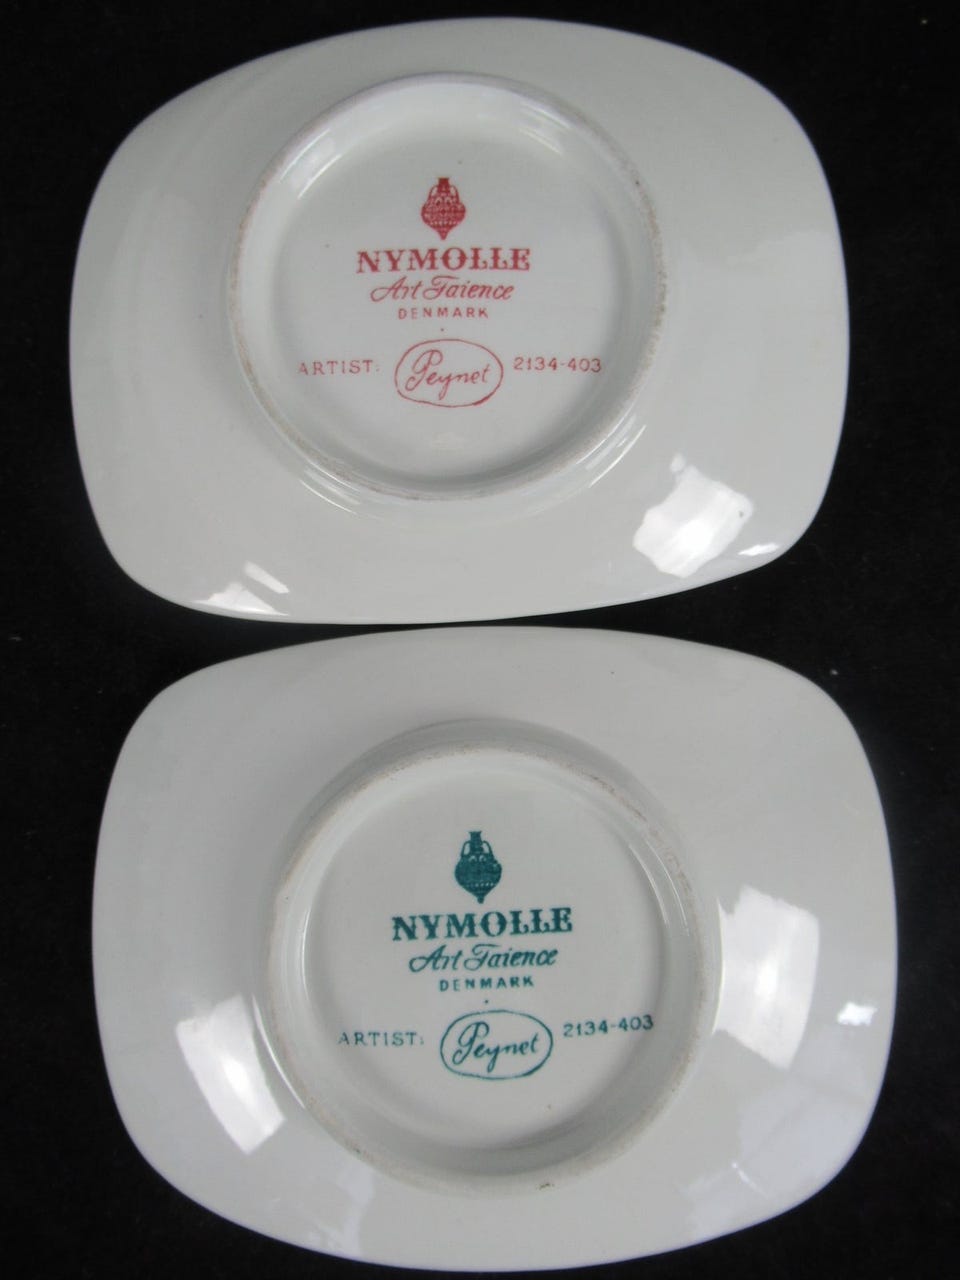 NYMOLLE
Art Faience
DENMARK
ARTIST: Peynet 2134-403
NYMOLLE
Art Faience
DENMARK
ARTIST: Peynet 2134-403